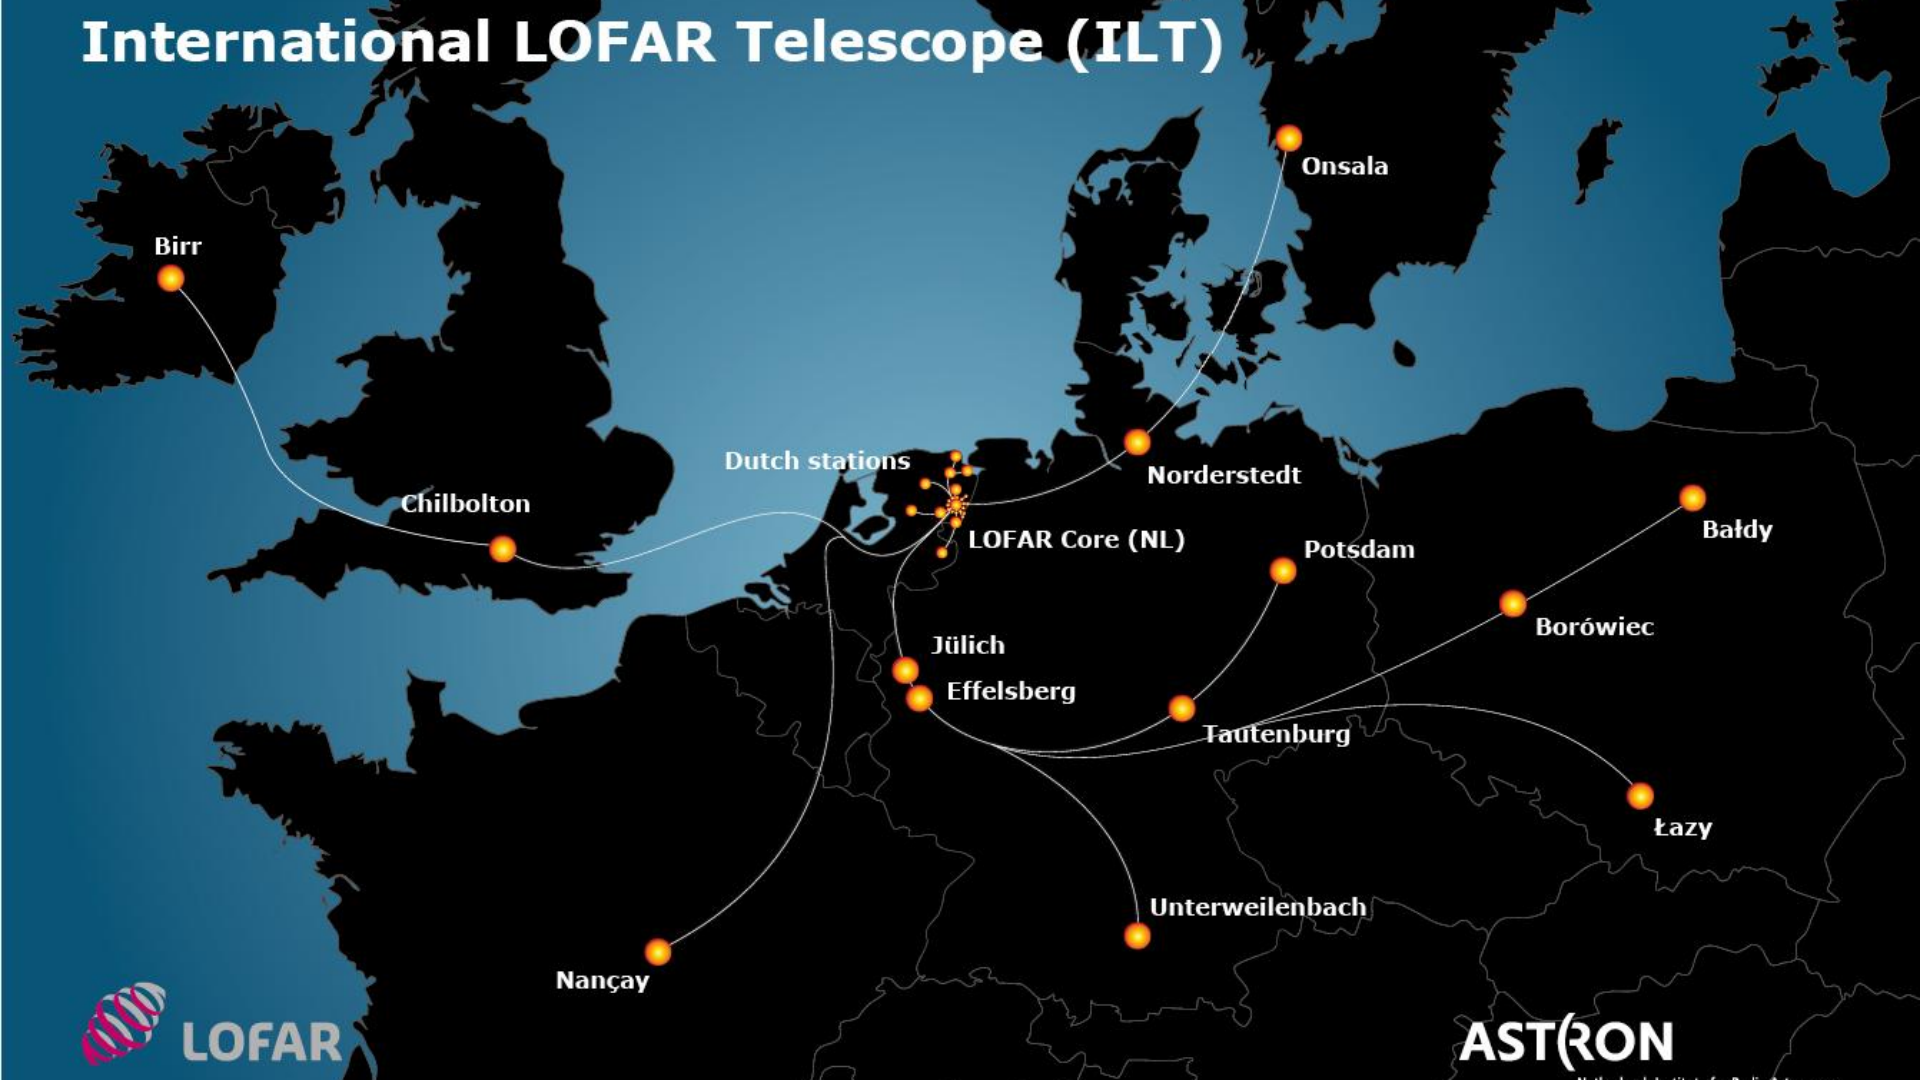 International LOFAR Telescope (ILT)
Onsala
Birr
Dutch stations
Norderstedt
Chilbolton
Bałdy
LOFAR Core (NL)
Potsdam
Borówiec
Jülich
Effelsberg
Tautenburg
Łazy
Unterweilenbach
Nançay
LOFAR
ASTRON